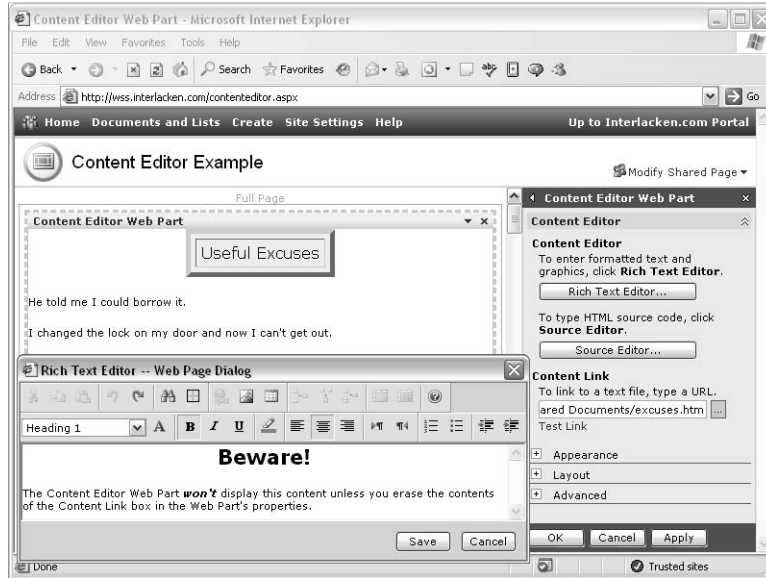 Content Editor Web Part - Microsoft Internet Explorer
File Edit View Favorites Tools Help
Back Search Favorites
Address http://wss.interlacken.com/contenteditor.aspx Go
Home Documents and Lists Create Site Settings Help Up to Interlacken.com Portal
Content Editor Example
Modify Shared Page
Full Page
Content Editor Web Part
Useful Excuses
He told me I could borrow it.
I changed the lock on my door and now I can't get out.
Content Editor Web Part
Content Editor
Content Editor
To enter formatted text and
graphics, click Rich Text Editor.
Rich Text Editor...
To type HTML source code, click
Source Editor.
Source Editor...
Content Link
To link to a text file, type a URL.
ared Documents/excuses.htm ...
Test Link
Appearance
Layout
Advanced
OK Cancel Apply
Rich Text Editor -- Web Page Dialog
Heading 1 A B I U
Beware!
The Content Editor Web Part won't display this content unless you erase the contents
of the Content Link box in the Web Part's properties.
Save Cancel
Done Trusted sites